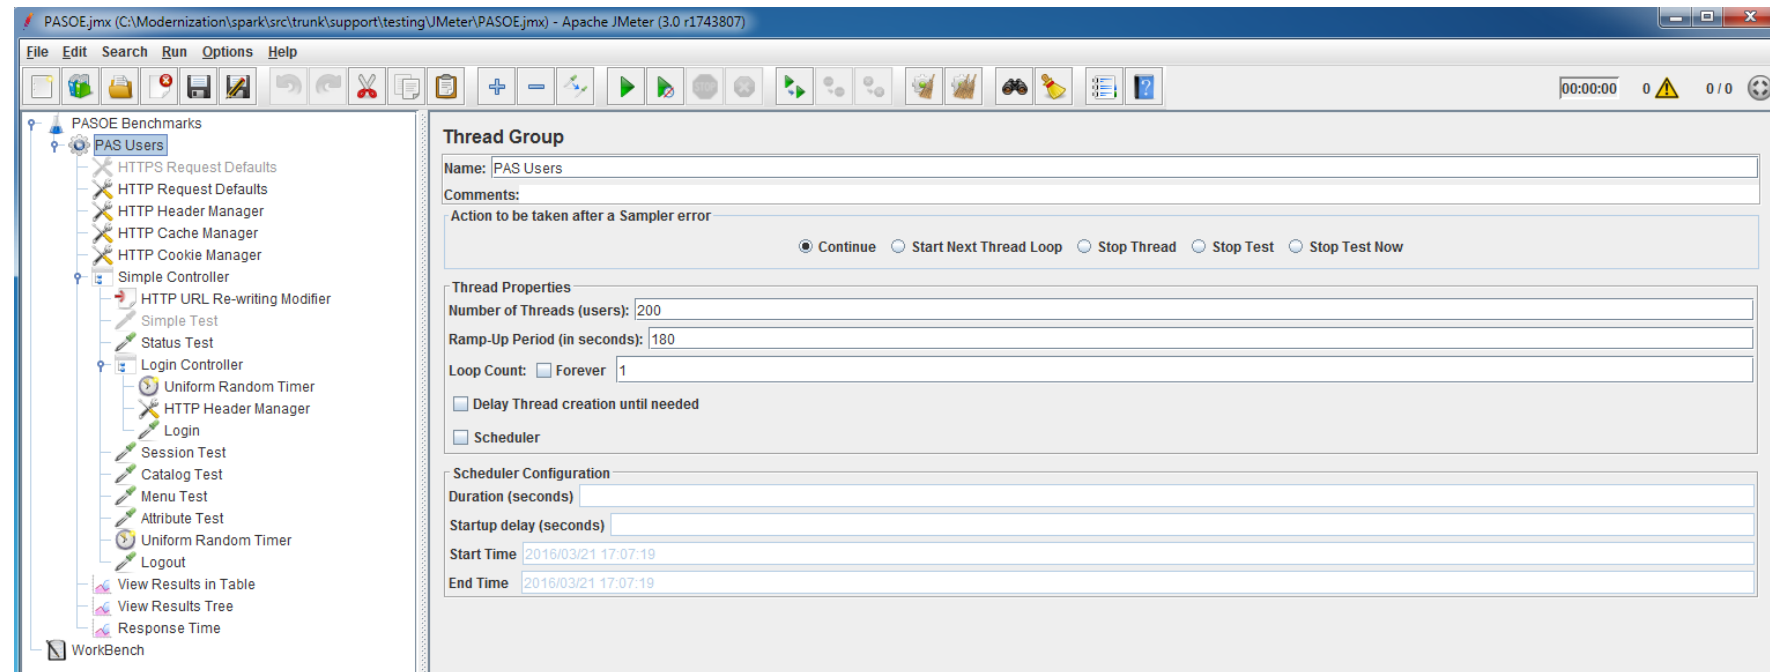 PASOE.jmx (C:\Modernization\spark\src\trunk\support\testing\JMeter\PASOE.jmx) - Apache JMeter (3.0 r1743807)
File Edit Search Run Options Help
STOP
00:00:00 0 0 / 0
PASOE Benchmarks
PAS Users
HTTPS Request Defaults
HTTP Request Defaults
HTTP Header Manager
HTTP Cache Manager
HTTP Cookie Manager
Simple Controller
HTTP URL Re-writing Modifier
Simple Test
Status Test
Login Controller
Uniform Random Timer
HTTP Header Manager
Login
Session Test
Catalog Test
Menu Test
Attribute Test
Uniform Random Timer
Logout
View Results in Table
View Results Tree
Response Time
WorkBench
Thread Group
Name: PAS Users
Comments:
Action to be taken after a Sampler error
Continue Start Next Thread Loop Stop Thread Stop Test Stop Test Now
Thread Properties
Number of Threads (users): 200
Ramp-Up Period (in seconds): 180
Loop Count: Forever 1
Delay Thread creation until needed
Scheduler
Scheduler Configuration
Duration (seconds)
Startup delay (seconds)
Start Time 2016/03/21 17:07:19
End Time 2016/03/21 17:07:19